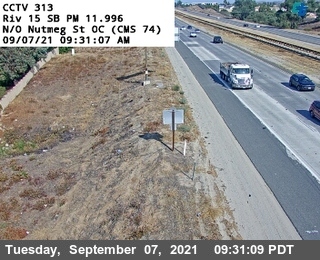 CCTV 313
Riv 15 SB PM 11.996
N/O Nutmeg St OC (CMS 74)
09/07/21 09:31:07 AM
Tuesday, September 07, 2021 09:31:09 PDT